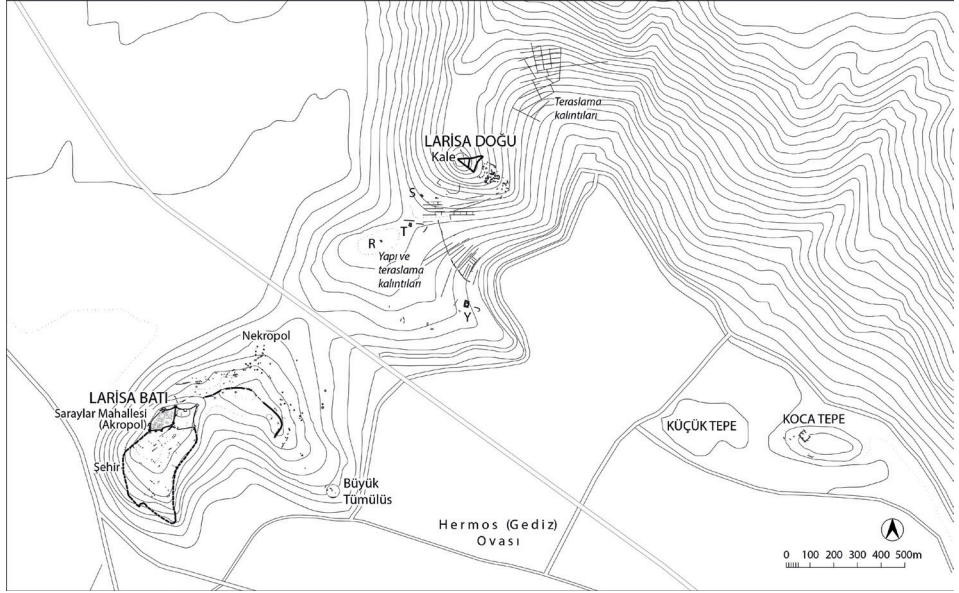 Teraslama
kalıntıları
LARİSA DOĞU
Kale
S
T
R
Yapı ve
teraslama
kalıntıları
Y
Nekropol
LARİSA BATI
Saraylar Mahallesi
(Akropol)
Şehir
Büyük
Tümülüs
KÜÇÜK TEPE
KOCA TEPE
Hermos (Gediz)
Ovası
0 100 200 300 400 500m